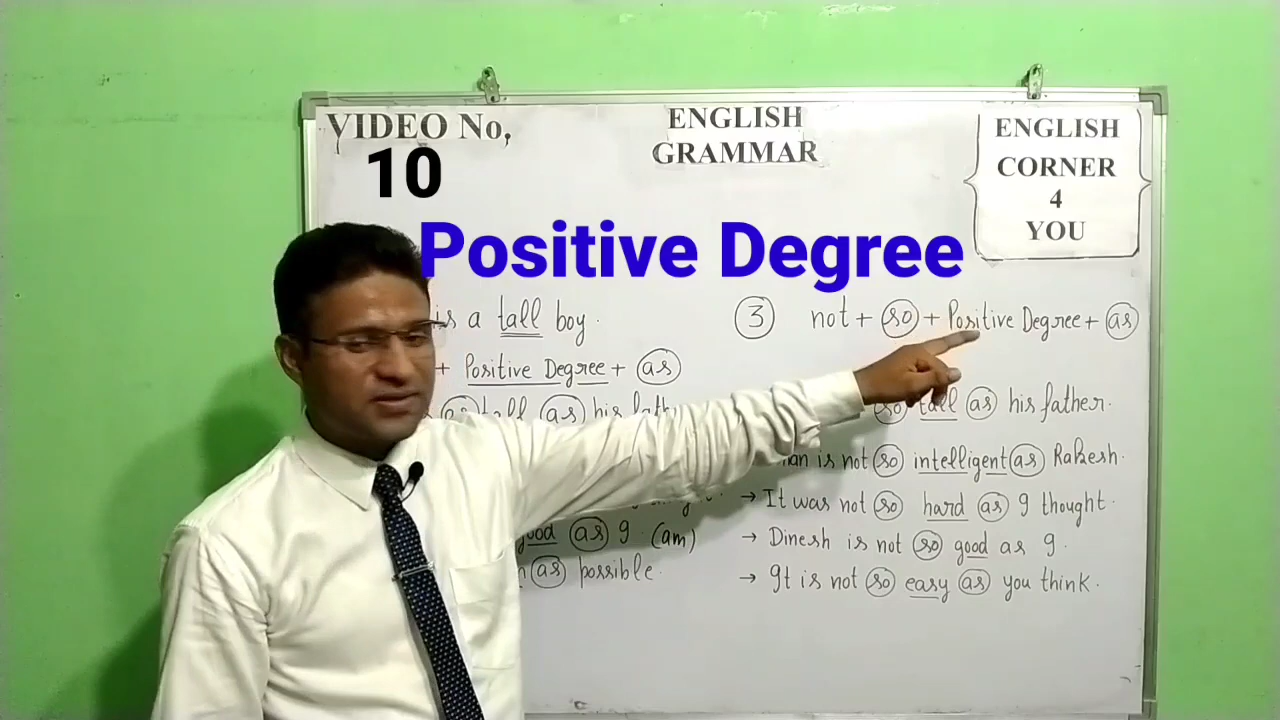 VIDEO No,
10
ENGLISH
GRAMMAR
ENGLISH
CORNER
4
YOU
Positive Degree
is a tall boy.
+ Positive Degree + as
as tall as his
good as I (am)
as possible.
3 not + so + Positive Degree + as
so tall as his father.
is not so intelligent as Rakesh.
→ It was not so hard as I thought.
→ Dinesh is not so good as I.
→ It is not so easy as you think.